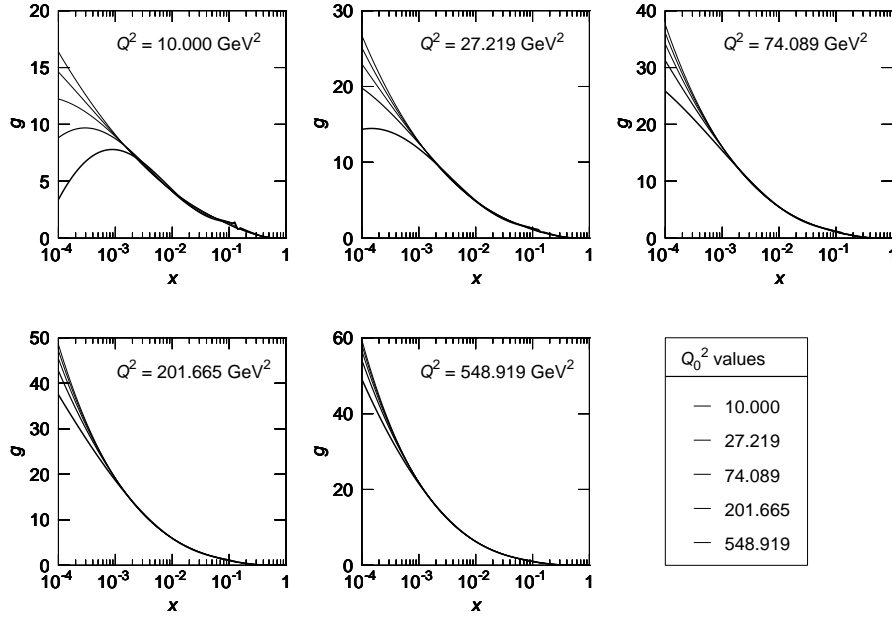 Q² = 10.000 GeV²
g
20
15
10
5
0
10⁻⁴ 10⁻³ 10⁻² 10⁻¹ 1
x
Q² = 27.219 GeV²
g
30
20
10
0
10⁻⁴ 10⁻³ 10⁻² 10⁻¹ 1
x
Q² = 74.089 GeV²
g
40
30
20
10
0
10⁻⁴ 10⁻³ 10⁻² 10⁻¹ 1
x
Q² = 201.665 GeV²
g
50
40
30
20
10
0
10⁻⁴ 10⁻³ 10⁻² 10⁻¹ 1
x
Q² = 548.919 GeV²
g
60
40
20
0
10⁻⁴ 10⁻³ 10⁻² 10⁻¹ 1
x
Q₀² values
10.000
27.219
74.089
201.665
548.919